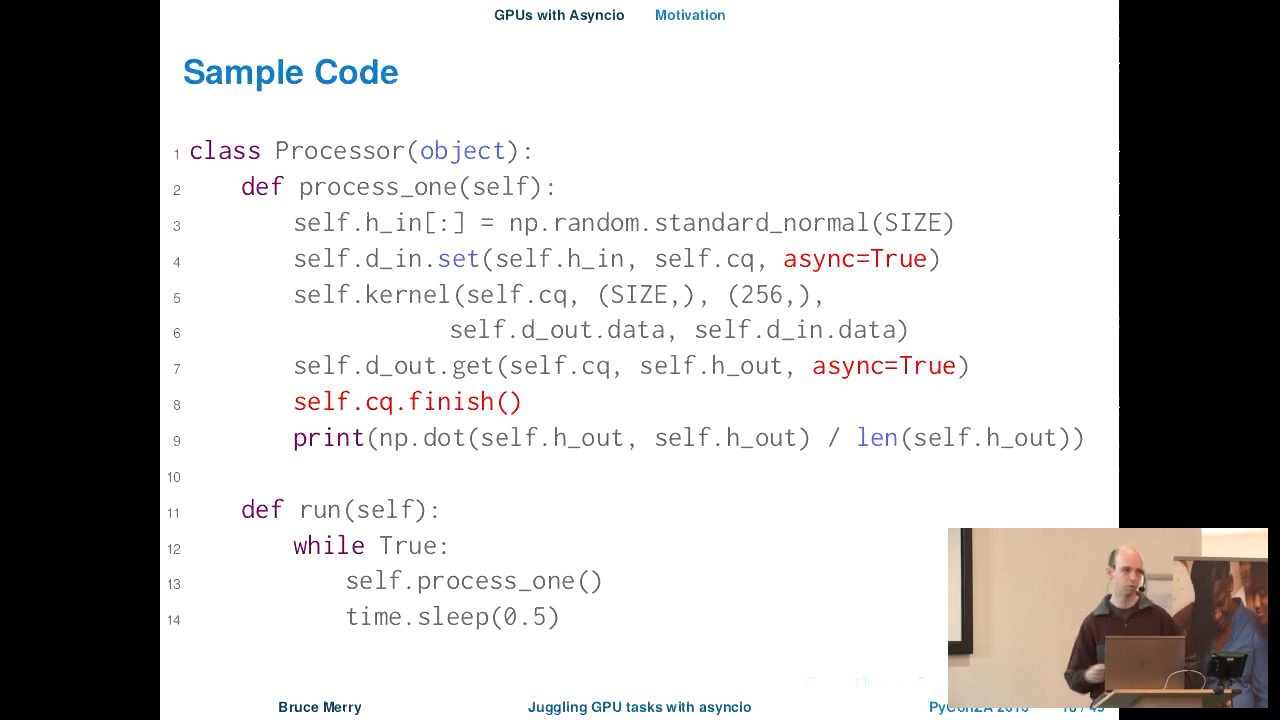 GPUs with Asyncio Motivation
Sample Code
1 class Processor(object):
2 def process_one(self):
3 self.h_in[:] = np.random.standard_normal(SIZE)
4 self.d_in.set(self.h_in, self.cq, async=True)
5 self.kernel(self.cq, (SIZE,), (256,),
6 self.d_out.data, self.d_in.data)
7 self.d_out.get(self.cq, self.h_out, async=True)
8 self.cq.finish()
9 print(np.dot(self.h_out, self.h_out) / len(self.h_out))
10
11 def run(self):
12 while True:
13 self.process_one()
14 time.sleep(0.5)
Bruce Merry Juggling GPU tasks with asyncio